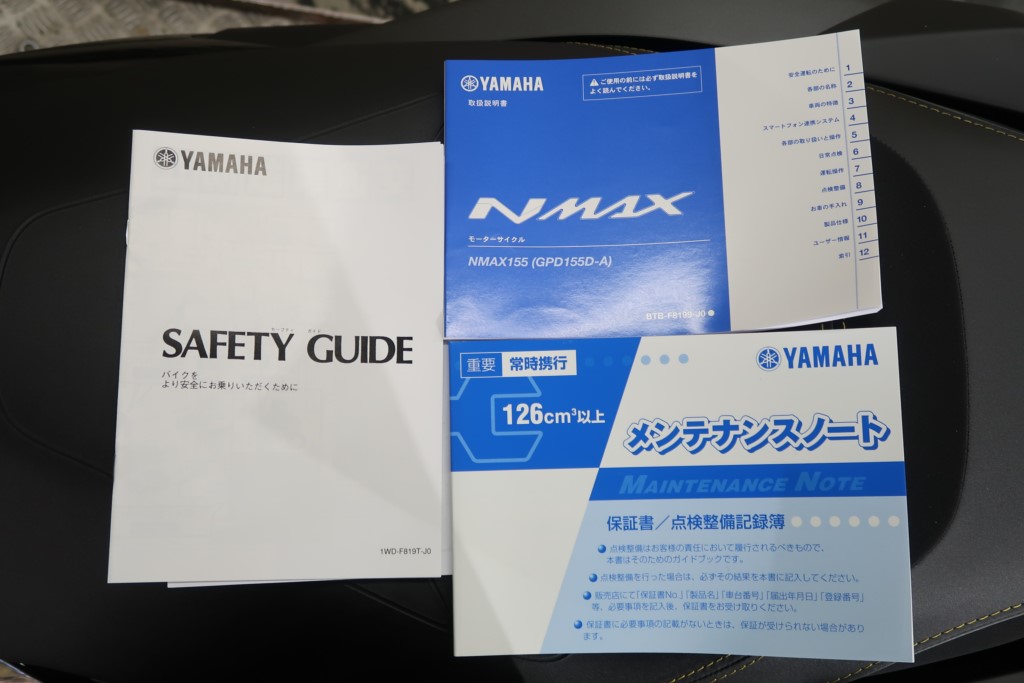 YAMAHA
SAFETY GUIDE
セーフティ ガイド
バイクを
より安全にお乗りいただくために
1WD-F819T-J0
YAMAHA
取扱説明書
ご使用の前には必ず取扱説明書を
よく読んでください。
NMAX
モーターサイクル
NMAX155 (GPD155D-A)
BTB-F8199-J0
安全運転のために 1
各部の名称 2
車両の特徴 3
スマートフォン連携システム 4
各部の取り扱いと操作 5
日常点検 6
運転操作 7
点検整備 8
お車の手入れ 9
製品仕様 10
ユーザー情報 11
索引 12
重要 常時携行
YAMAHA
126cm³以上
メンテナンスノート
MAINTENANCE NOTE
保証書／点検整備記録簿
点検整備はお客様の責任において履行されるべきもので、
本書はそのためのガイドブックです。
点検整備を行った場合は、必ずその結果を本書に記入してください。
販売店にて「保証書No.」「製品名」「車台番号」「届出年月日」「登録番号」
等、必要事項を記入後、保証書をお受け取りください。
保証書に必要事項の記載がないときは、保証が受けられない場合があり
ます。